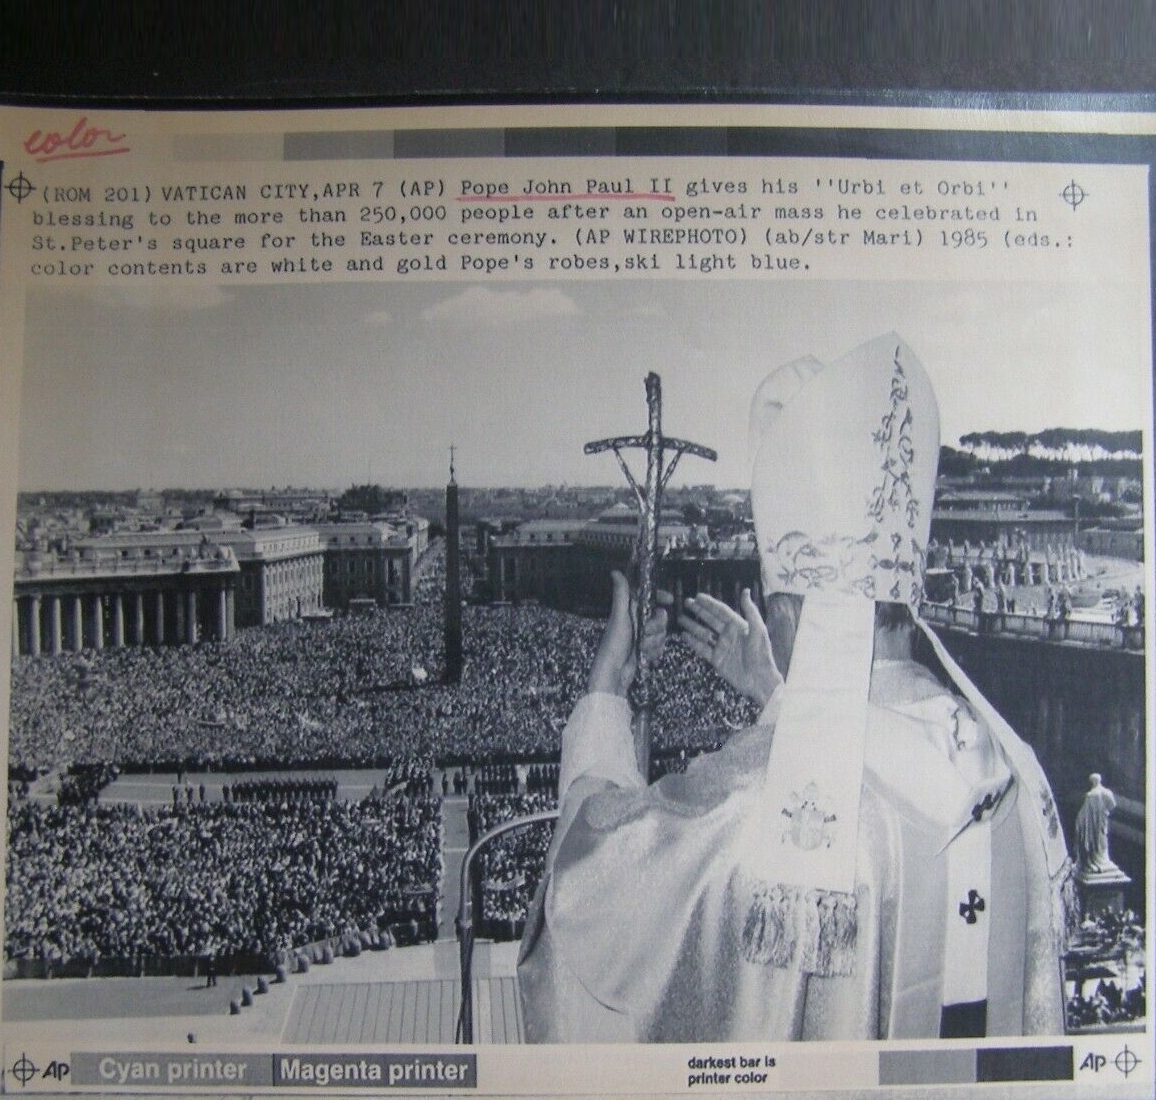 color
(ROM 201) VATICAN CITY,APR 7 (AP) Pope John Paul II gives his ''Urbi et Orbi''
blessing to the more than 250,000 people after an open-air mass he celebrated in
St.Peter's square for the Easter ceremony. (AP WIREPHOTO) (ab/str Mari) 1985 (eds.:
color contents are white and gold Pope's robes,ski light blue.
AP Cyan printer Magenta printer darkest bar is AP
printer color